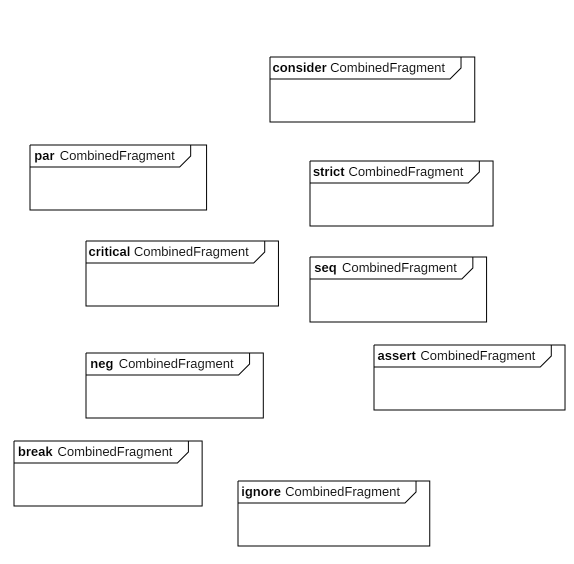 consider CombinedFragment
par CombinedFragment
strict CombinedFragment
critical CombinedFragment
seq CombinedFragment
neg CombinedFragment
assert CombinedFragment
break CombinedFragment
ignore CombinedFragment